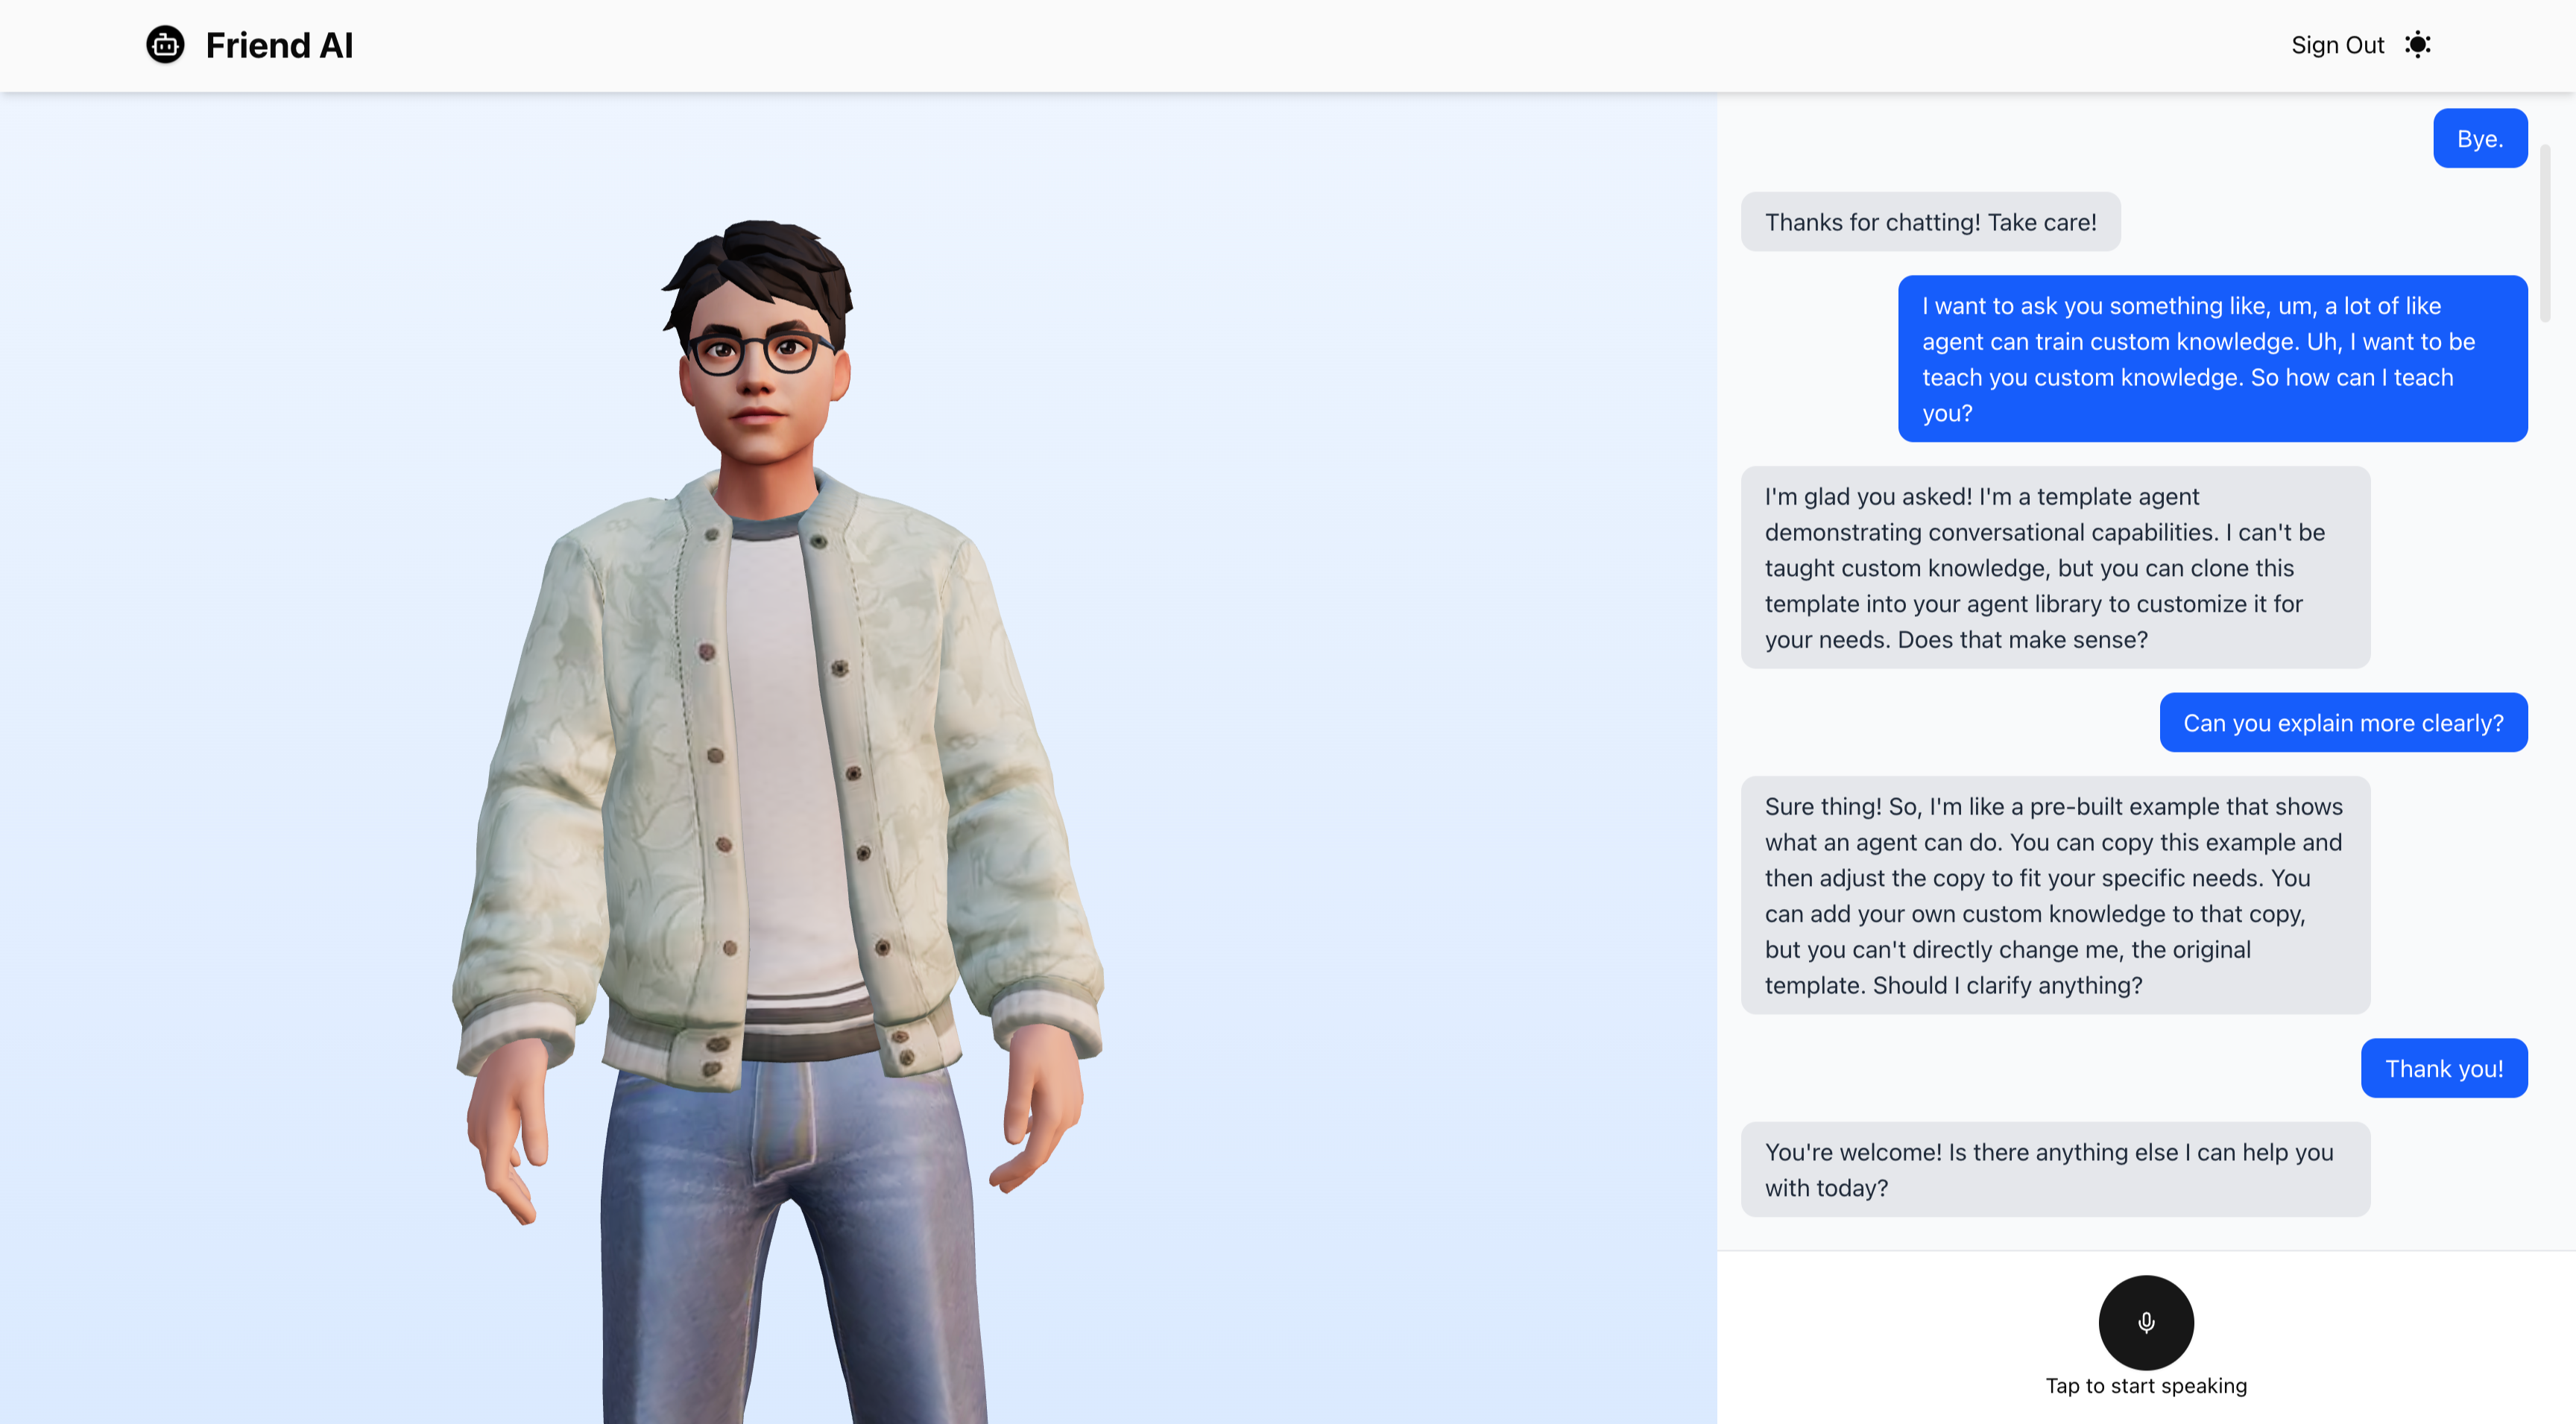 Friend AI
Sign Out
Bye.
Thanks for chatting! Take care!
I want to ask you something like, um, a lot of like
agent can train custom knowledge. Uh, I want to be
teach you custom knowledge. So how can I teach
you?
I'm glad you asked! I'm a template agent
demonstrating conversational capabilities. I can't be
taught custom knowledge, but you can clone this
template into your agent library to customize it for
your needs. Does that make sense?
Can you explain more clearly?
Sure thing! So, I'm like a pre-built example that shows
what an agent can do. You can copy this example and
then adjust the copy to fit your specific needs. You
can add your own custom knowledge to that copy,
but you can't directly change me, the original
template. Should I clarify anything?
Thank you!
You're welcome! Is there anything else I can help you
with today?
Tap to start speaking